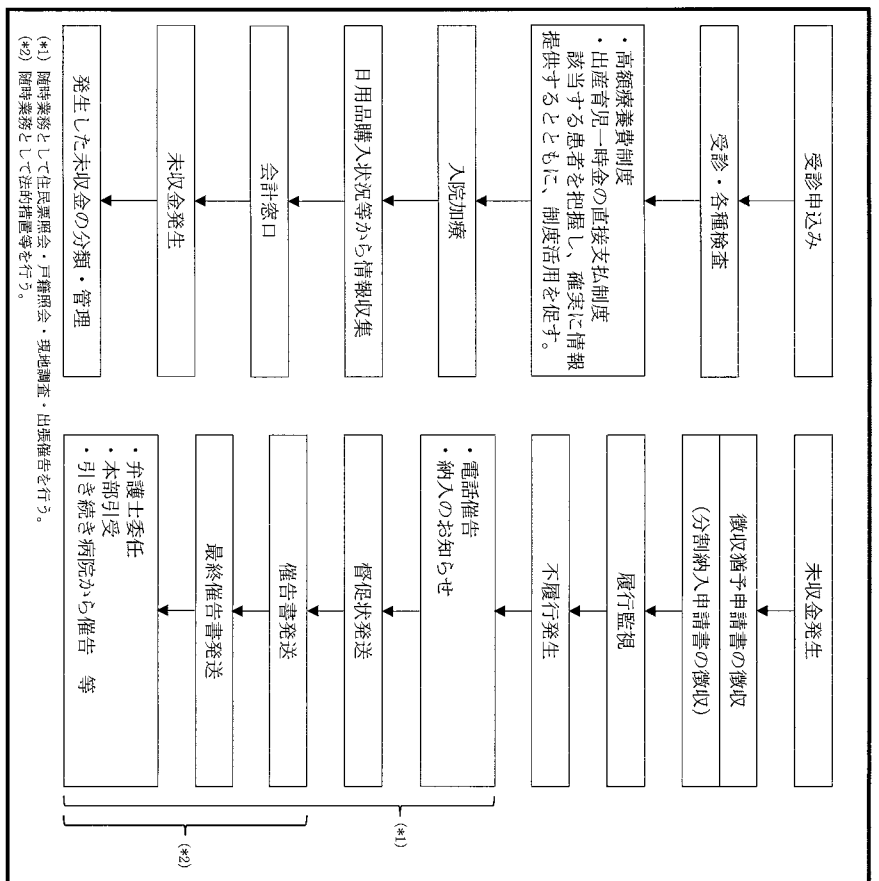 受診申込み
受診・各種検査
・高額療養費制度
・出産育児一時金の直接支払制度
該当する患者を把握し、確実に情報
提供するとともに、制度活用を促す。
入院加療
日用品購入状況等から情報収集
会計窓口
未収金発生
発生した未収金の分類・管理
未収金発生
徴収猶予申請書の徴収
(分割納入申請書の徴収)
履行監視
不履行発生
・電話催告
・納入のお知らせ
督促状発送
催告書発送
最終催告書発送
・弁護士委任
・本部引受
・引き続き病院から催告 等
(*1)
(*2)
(*1) 随時業務として住民票照会・戸籍照会・現地調査・出張催告を行う。
(*2) 随時業務として法的措置等を行う。